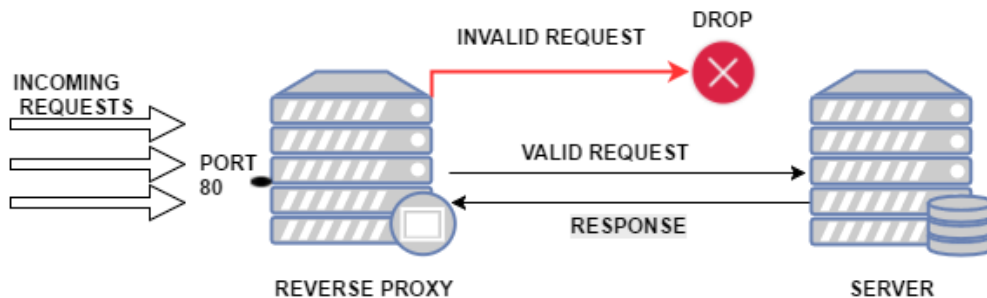 DROP
INVALID REQUEST
INCOMING
REQUESTS
PORT
80
VALID REQUEST
RESPONSE
REVERSE PROXY
SERVER